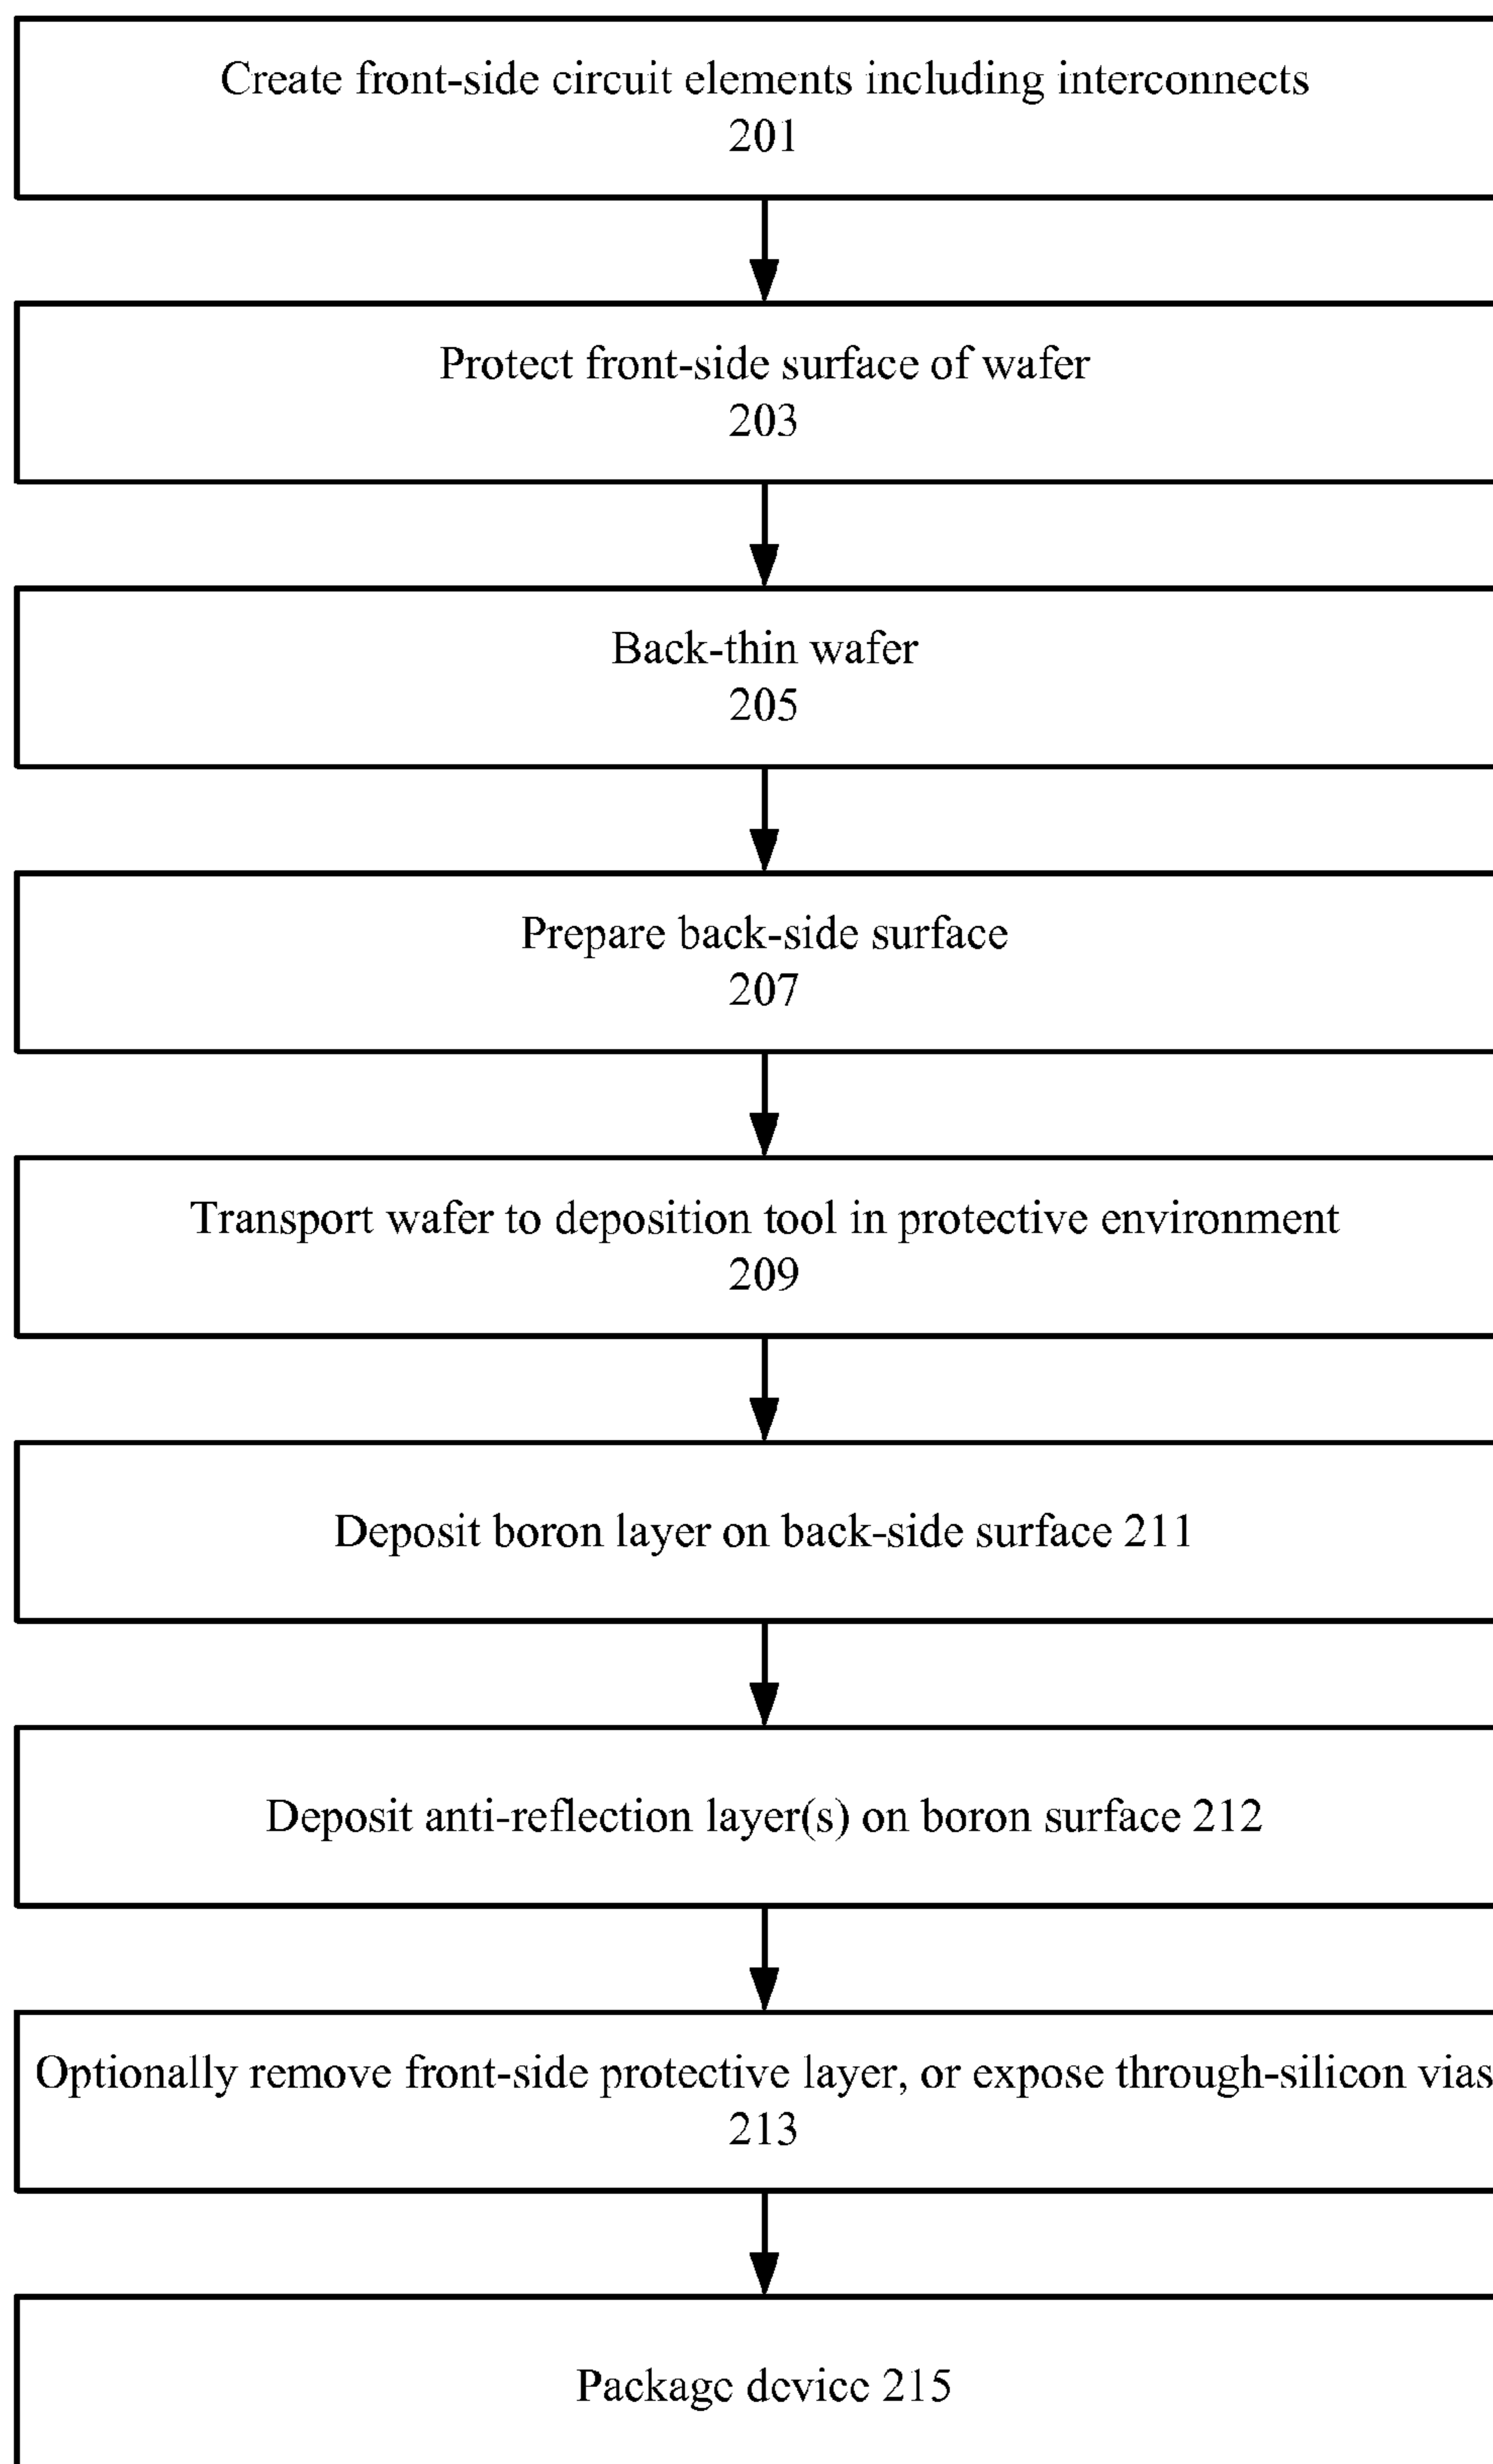 Create front-side circuit elements including interconnects
201
Protect front-side surface of wafer
203
Back-thin wafer
205
Prepare back-side surface
207
Transport wafer to deposition tool in protective environment
209
Deposit boron layer on back-side surface 211
Deposit anti-reflection layer(s) on boron surface 212
Optionally remove front-side protective layer, or expose through-silicon vias
213
Package device 215